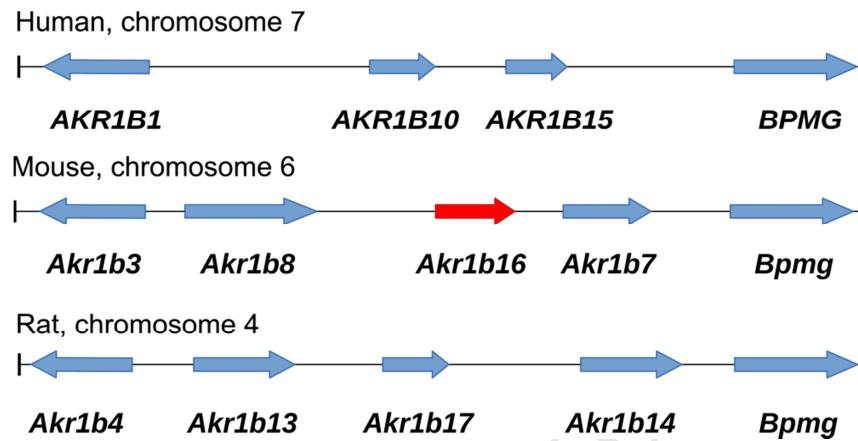 Human, chromosome 7
AKR1B1 AKR1B10 AKR1B15 BPMG
Mouse, chromosome 6
Akr1b3 Akr1b8 Akr1b16 Akr1b7 Bpmg
Rat, chromosome 4
Akr1b4 Akr1b13 Akr1b17 Akr1b14 Bpmg